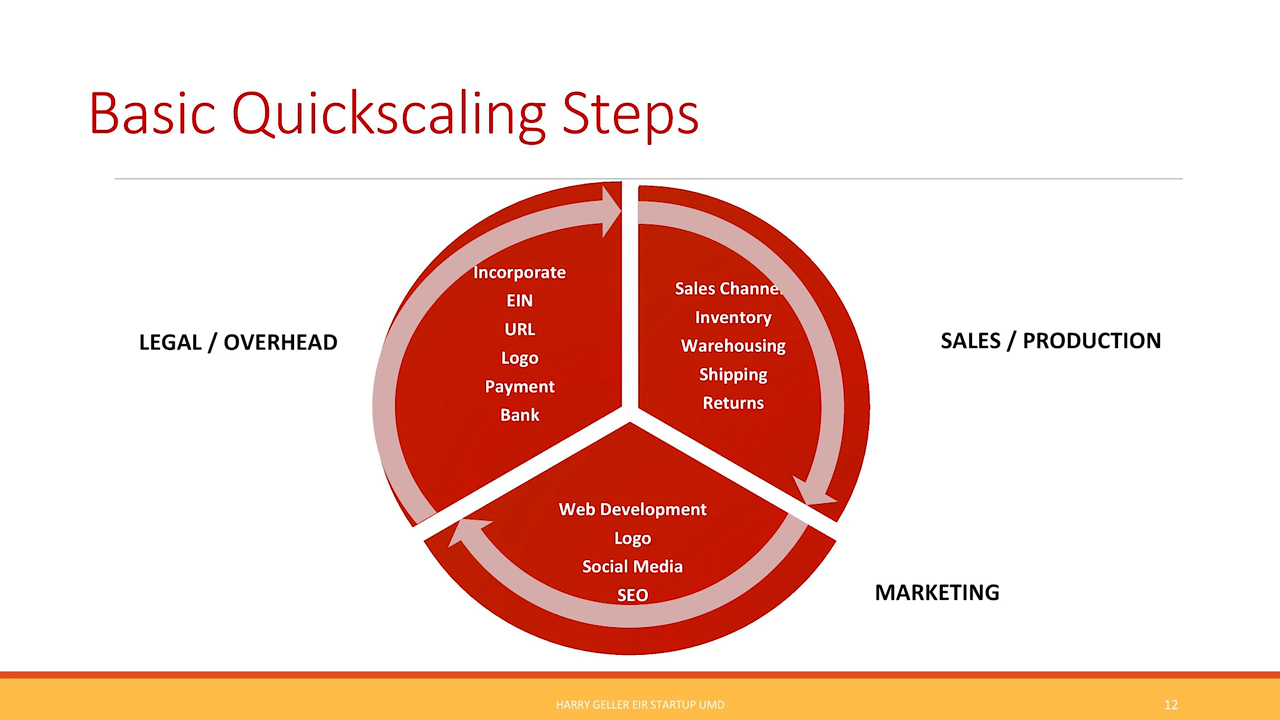 Basic Quickscaling Steps
LEGAL / OVERHEAD
Incorporate
EIN
URL
Logo
Payment
Bank
Sales Channel
Inventory
Warehousing
Shipping
Returns
SALES / PRODUCTION
Web Development
Logo
Social Media
SEO
MARKETING
HARRY GELLER EIR STARTUP UMD
12